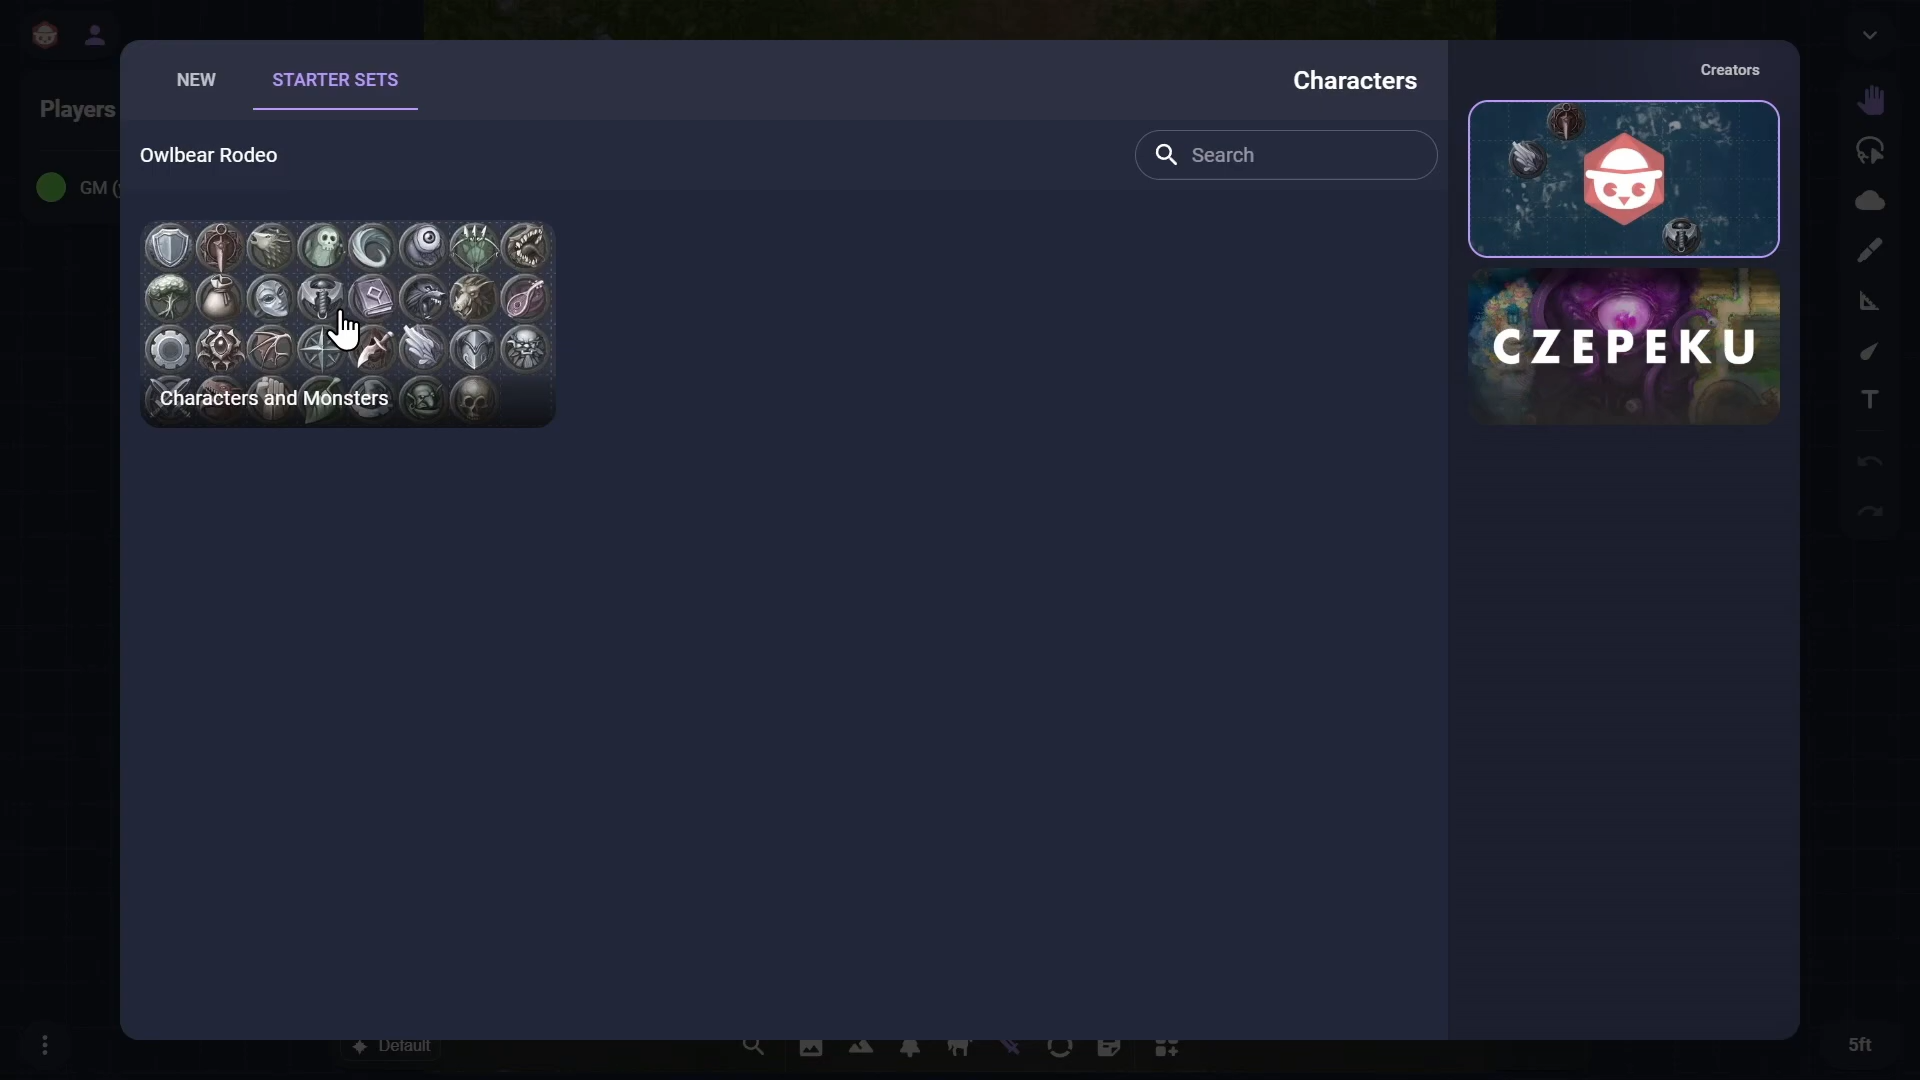 NEW
STARTER SETS
Characters
Creators
Players
Owlbear Rodeo
Search
GM (
CZEPEKU
Characters and Monsters
T
Default
5ft